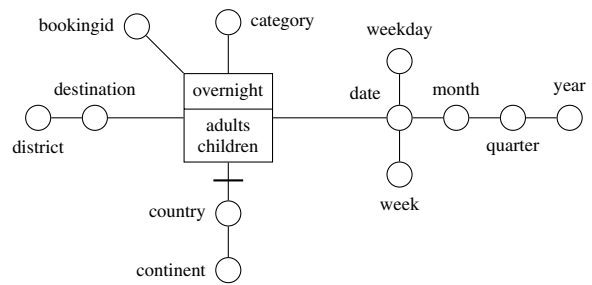 bookingid
category
weekday
destination
overnight
date
month
year
adults
children
district
quarter
week
country
continent